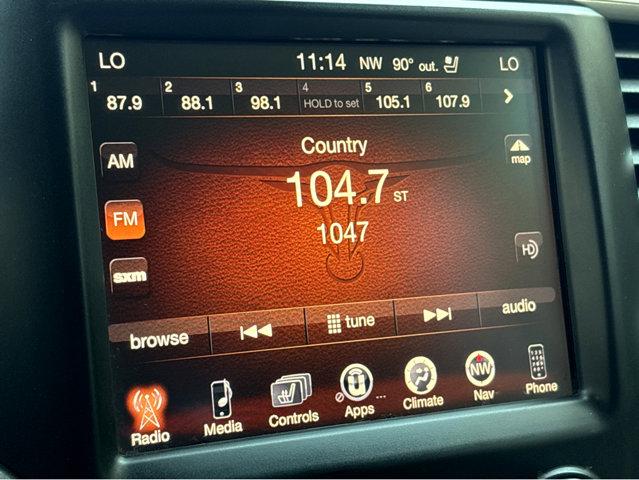 LO 11:14 NW 90° out. LO
1 2 3 4 5 6
87.9 88.1 98.1 HOLD to set 105.1 107.9
Country
AM map
104.7 ST
FM
1047
HD
sxm
browse tune audio
Radio Media Controls Apps Climate Nav Phone
U NW